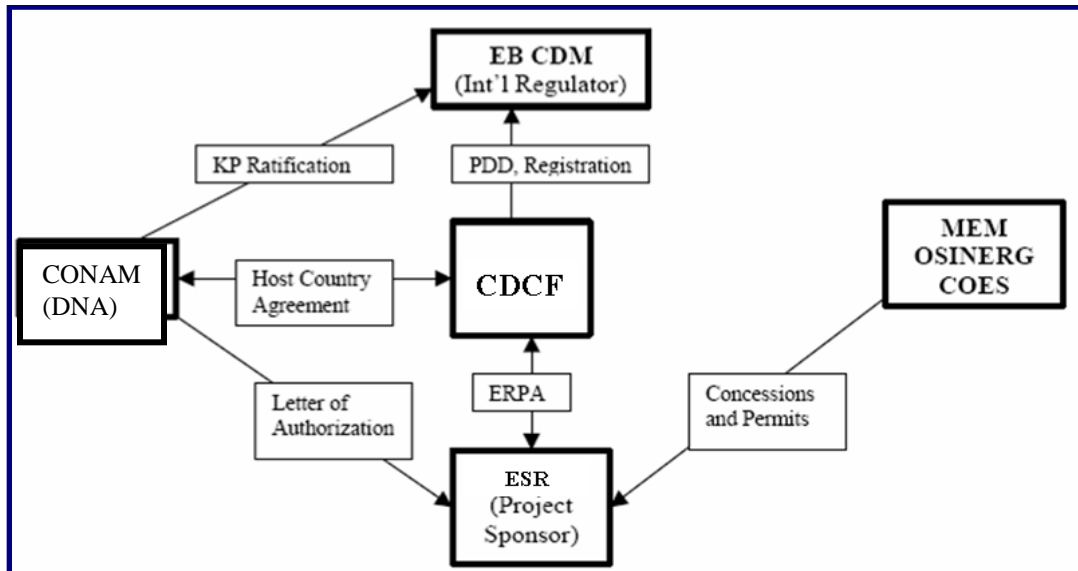 EB CDM
(Int'l Regulator)
KP Ratification
PDD, Registration
MEM
OSINERG
COES
CONAM
(DNA)
Host Country
Agreement
CDCF
Letter of
Authorization
ERPA
Concessions
and Permits
ESR
(Project
Sponsor)